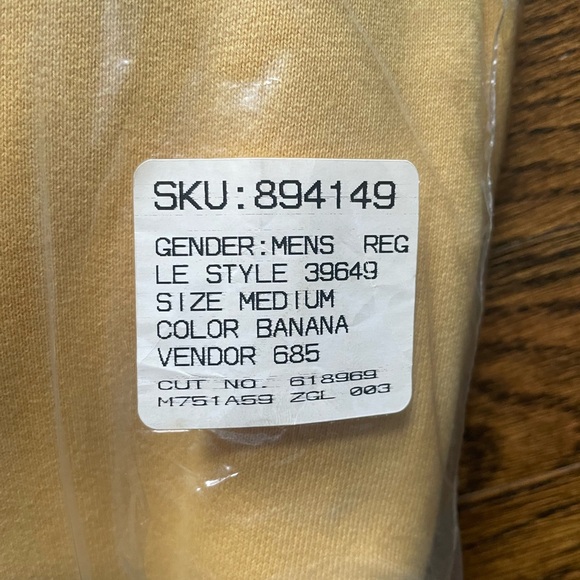 SKU:894149
GENDER:MENS REG
LE STYLE 39649
SIZE MEDIUM
COLOR BANANA
VENDOR 685
CUT NO. 618969
M751A59 ZGL 003